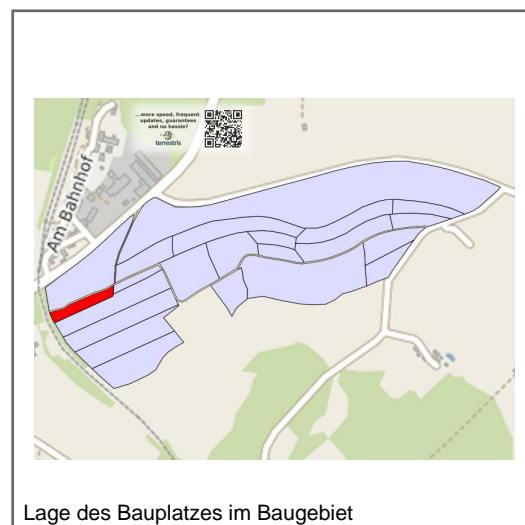 ...more speed, frequent
updates, guarantees
and no hassle?
terrestris
Am Bahnhof
Lage des Bauplatzes im Baugebiet